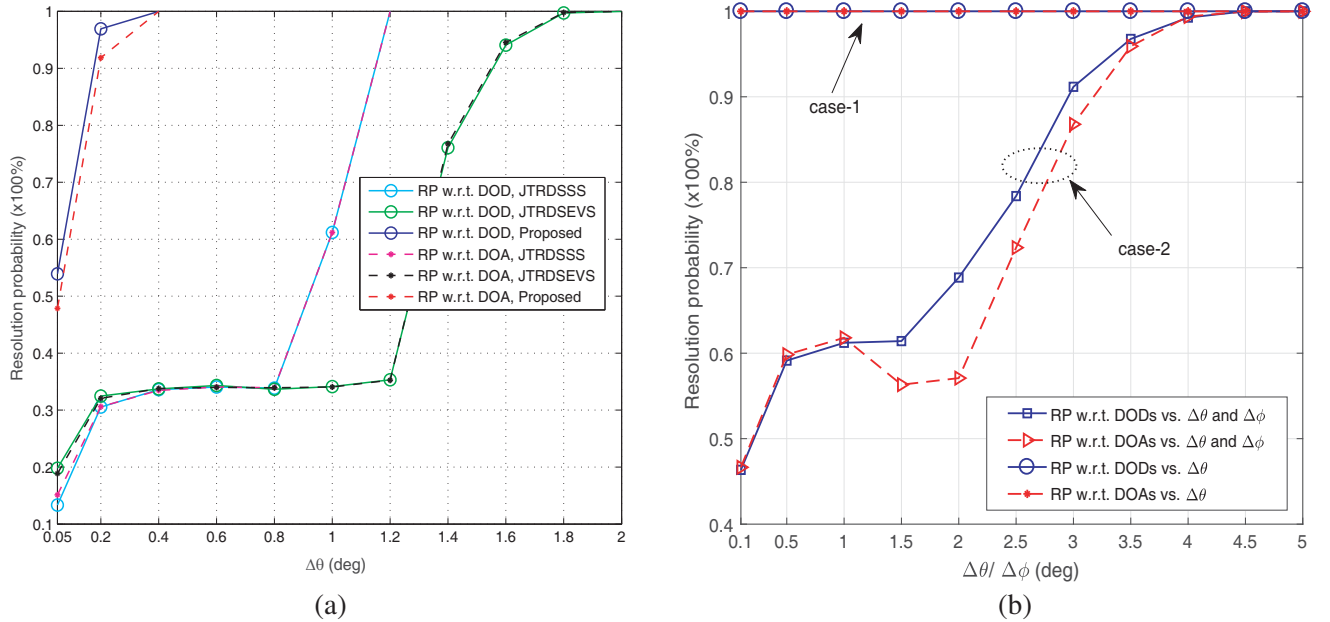 1
0.9
0.8
0.7
0.6
0.5
0.4
0.3
0.2
0.1
Resolution probability (x100%)
RP w.r.t. DOD, JTRDSSS
RP w.r.t. DOD, JTRDSEVS
RP w.r.t. DOD, Proposed
RP w.r.t. DOA, JTRDSSS
RP w.r.t. DOA, JTRDSEVS
RP w.r.t. DOA, Proposed
0.05 0.2 0.4 0.6 0.8 1 1.2 1.4 1.6 1.8 2
Δθ (deg)
(a)
1
0.9
0.8
0.7
0.6
0.5
0.4
Resolution probability (x100%)
case-1
case-2
RP w.r.t. DODs vs. Δθ and Δϕ
RP w.r.t. DOAs vs. Δθ and Δϕ
RP w.r.t. DODs vs. Δθ
RP w.r.t. DOAs vs. Δθ
0.1 0.5 1 1.5 2 2.5 3 3.5 4 4.5 5
Δθ/ Δϕ (deg)
(b)